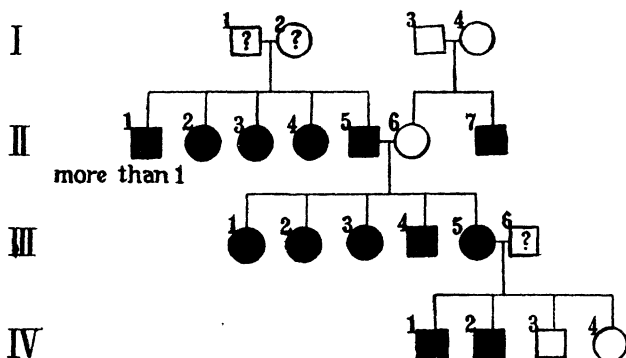 I 1 ? 2 ? 3 4
II 1 2 3 4 5 6 7
more than 1
III 1 2 3 4 5 6 ?
IV 1 2 3 4